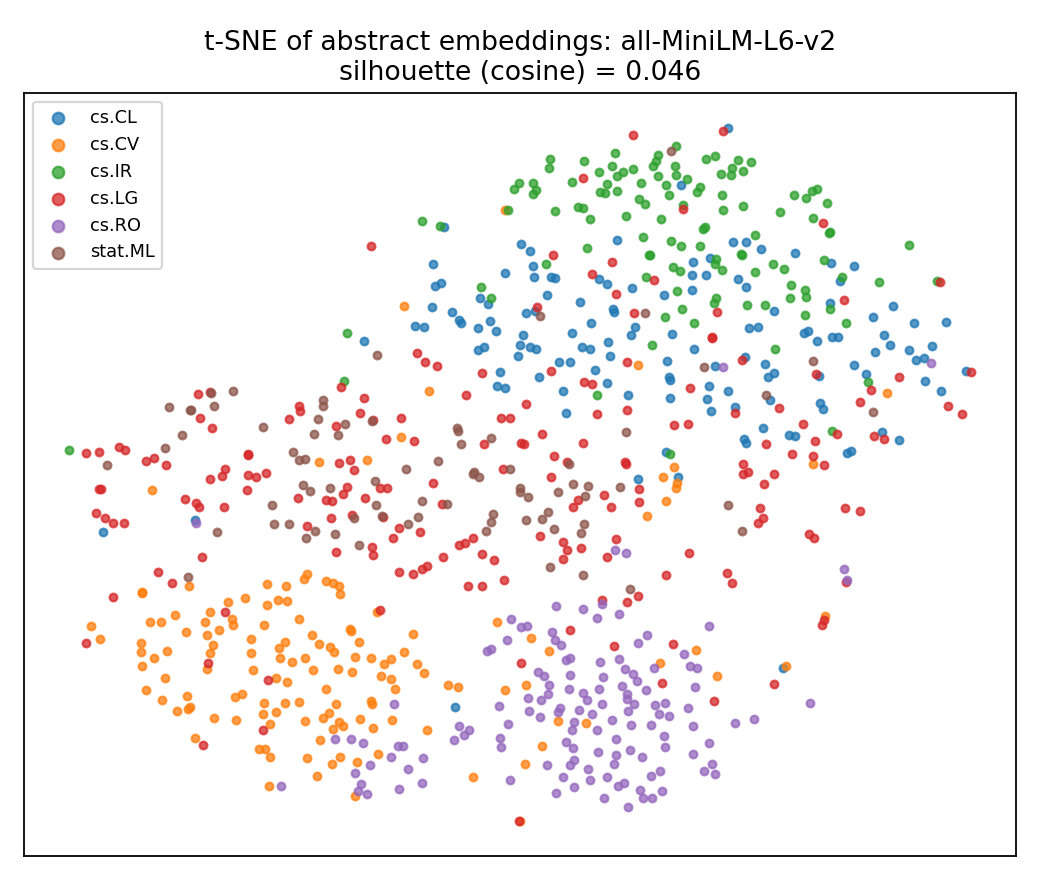 t-SNE of abstract embeddings: all-MiniLM-L6-v2
silhouette (cosine) = 0.046
cs.CL
cs.CV
cs.IR
cs.LG
cs.RO
stat.ML